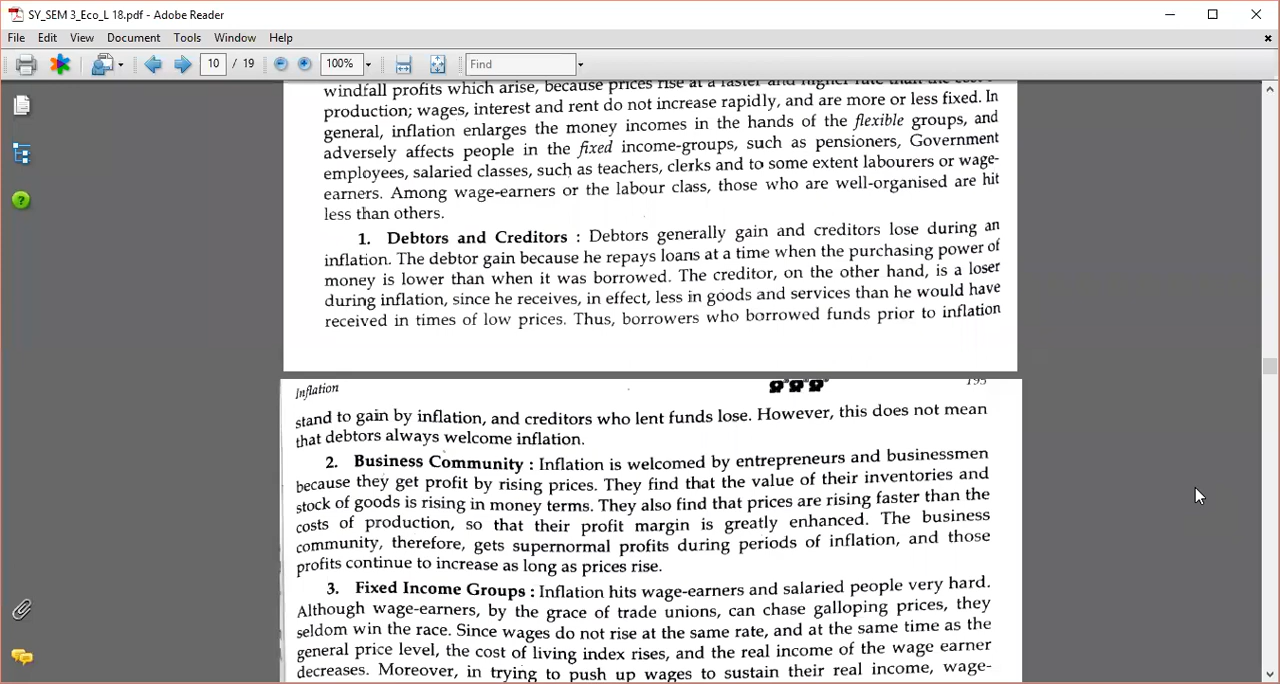 SY_SEM 3_Eco_L 18.pdf - Adobe Reader
File Edit View Document Tools Window Help
10 / 19 100% Find
windfall profits which arise, because prices rise at a faster and higher rate than the cost
production; wages, interest and rent do not increase rapidly, and are more or less fixed. In
general, inflation enlarges the money incomes in the hands of the flexible groups, and
adversely affects people in the fixed income-groups, such as pensioners, Government
employees, salaried classes, such as teachers, clerks and to some extent labourers or wage-
earners. Among wage-earners or the labour class, those who are well-organised are hit
less than others.
1. Debtors and Creditors : Debtors generally gain and creditors lose during an
inflation. The debtor gain because he repays loans at a time when the purchasing power of
money is lower than when it was borrowed. The creditor, on the other hand, is a loser
during inflation, since he receives, in effect, less in goods and services than he would have
received in times of low prices. Thus, borrowers who borrowed funds prior to inflation
Inflation 195
stand to gain by inflation, and creditors who lent funds lose. However, this does not mean
that debtors always welcome inflation.
2. Business Community : Inflation is welcomed by entrepreneurs and businessmen
because they get profit by rising prices. They find that the value of their inventories and
stock of goods is rising in money terms. They also find that prices are rising faster than the
costs of production, so that their profit margin is greatly enhanced. The business
community, therefore, gets supernormal profits during periods of inflation, and those
profits continue to increase as long as prices rise.
3. Fixed Income Groups : Inflation hits wage-earners and salaried people very hard.
Although wage-earners, by the grace of trade unions, can chase galloping prices, they
seldom win the race. Since wages do not rise at the same rate, and at the same time as the
general price level, the cost of living index rises, and the real income of the wage earner
decreases. Moreover, in trying to push up wages to sustain their real income, wage-